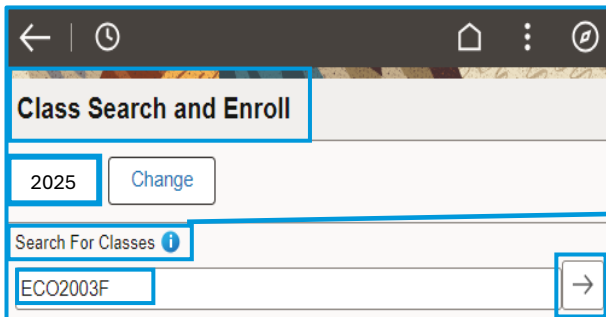 Class Search and Enroll
2025 Change
Search For Classes
ECO2003F